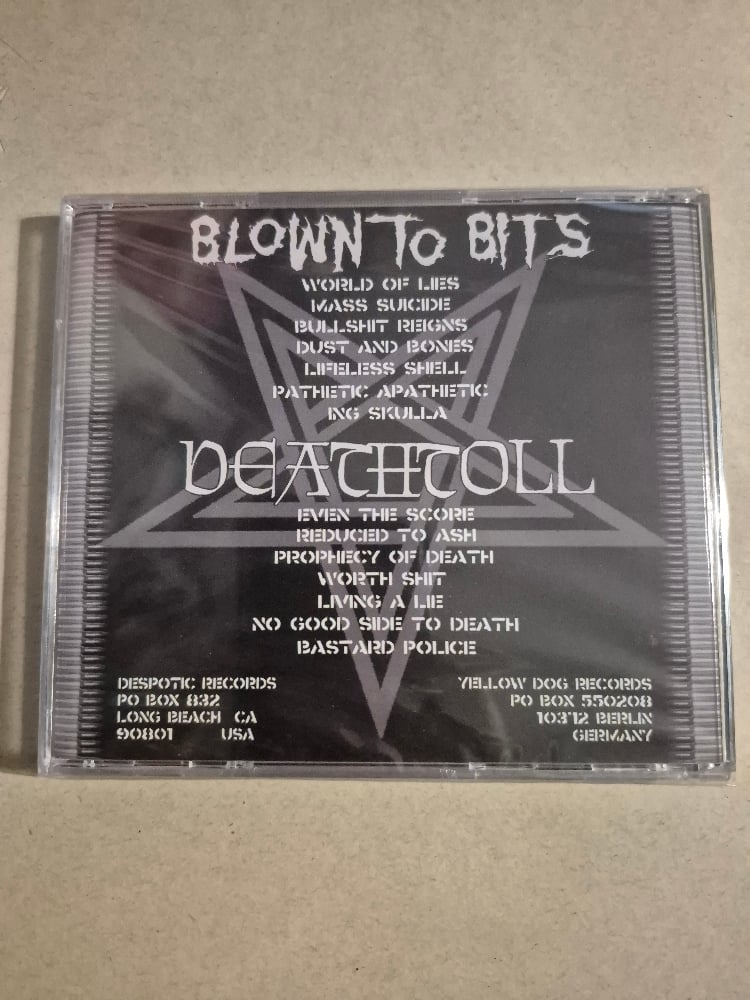 BLOWN TO BITS
WORLD OF LIES
MASS SUICIDE
BULLSHIT REIGNS
DUST AND BONES
LIFELESS SHELL
PATHETIC APATHETIC
ING SKULLA
DEATHTOLL
EVEN THE SCORE
REDUCED TO ASH
PROPHECY OF DEATH
WORTH SHIT
LIVING A LIE
NO GOOD SIDE TO DEATH
BASTARD POLICE
DESPOTIC RECORDS
PO BOX 832
LONG BEACH CA
90801 USA
YELLOW DOG RECORDS
PO BOX 550208
10372 BERLIN
GERMANY